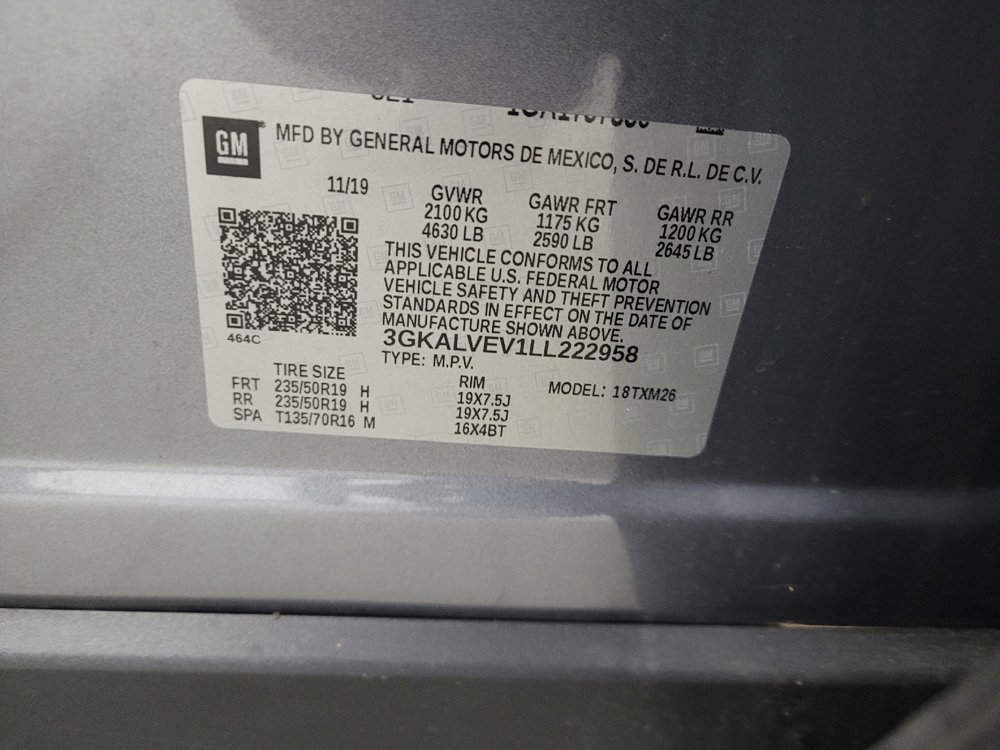 GM
MFD BY GENERAL MOTORS DE MEXICO, S. DE R.L. DE C.V.
11/19
GVWR GAWR FRT GAWR RR
2100 KG 1175 KG 1200 KG
4630 LB 2590 LB 2645 LB
THIS VEHICLE CONFORMS TO ALL
APPLICABLE U.S. FEDERAL MOTOR
VEHICLE SAFETY AND THEFT PREVENTION
STANDARDS IN EFFECT ON THE DATE OF
MANUFACTURE SHOWN ABOVE.
464C
3GKALVEV1LL222958
TYPE: M.P.V.
TIRE SIZE RIM MODEL: 18TXM26
FRT 235/50R19 H 19X7.5J
RR 235/50R19 H 19X7.5J
SPA T135/70R16 M 16X4BT